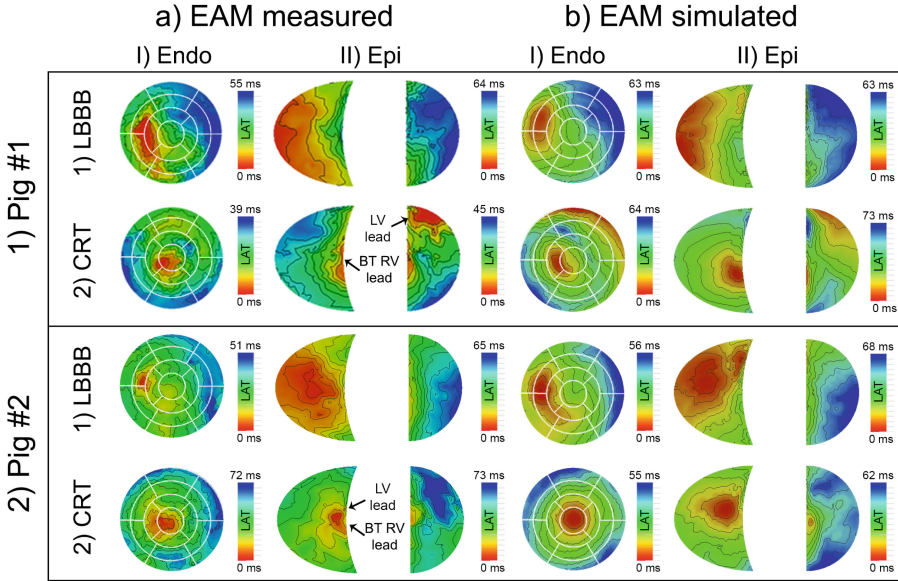 a) EAM measured
b) EAM simulated
I) Endo
II) Epi
I) Endo
II) Epi
1) Pig #1
1) LBBB
55 ms
LAT
0 ms
64 ms
LAT
0 ms
63 ms
LAT
0 ms
63 ms
LAT
0 ms
2) CRT
39 ms
LAT
0 ms
LV
lead
BT RV
lead
45 ms
LAT
0 ms
64 ms
LAT
0 ms
73 ms
LAT
0 ms
2) Pig #2
1) LBBB
51 ms
LAT
0 ms
65 ms
LAT
0 ms
56 ms
LAT
0 ms
68 ms
LAT
0 ms
2) CRT
72 ms
LAT
0 ms
LV
lead
BT RV
lead
73 ms
LAT
0 ms
55 ms
LAT
0 ms
62 ms
LAT
0 ms